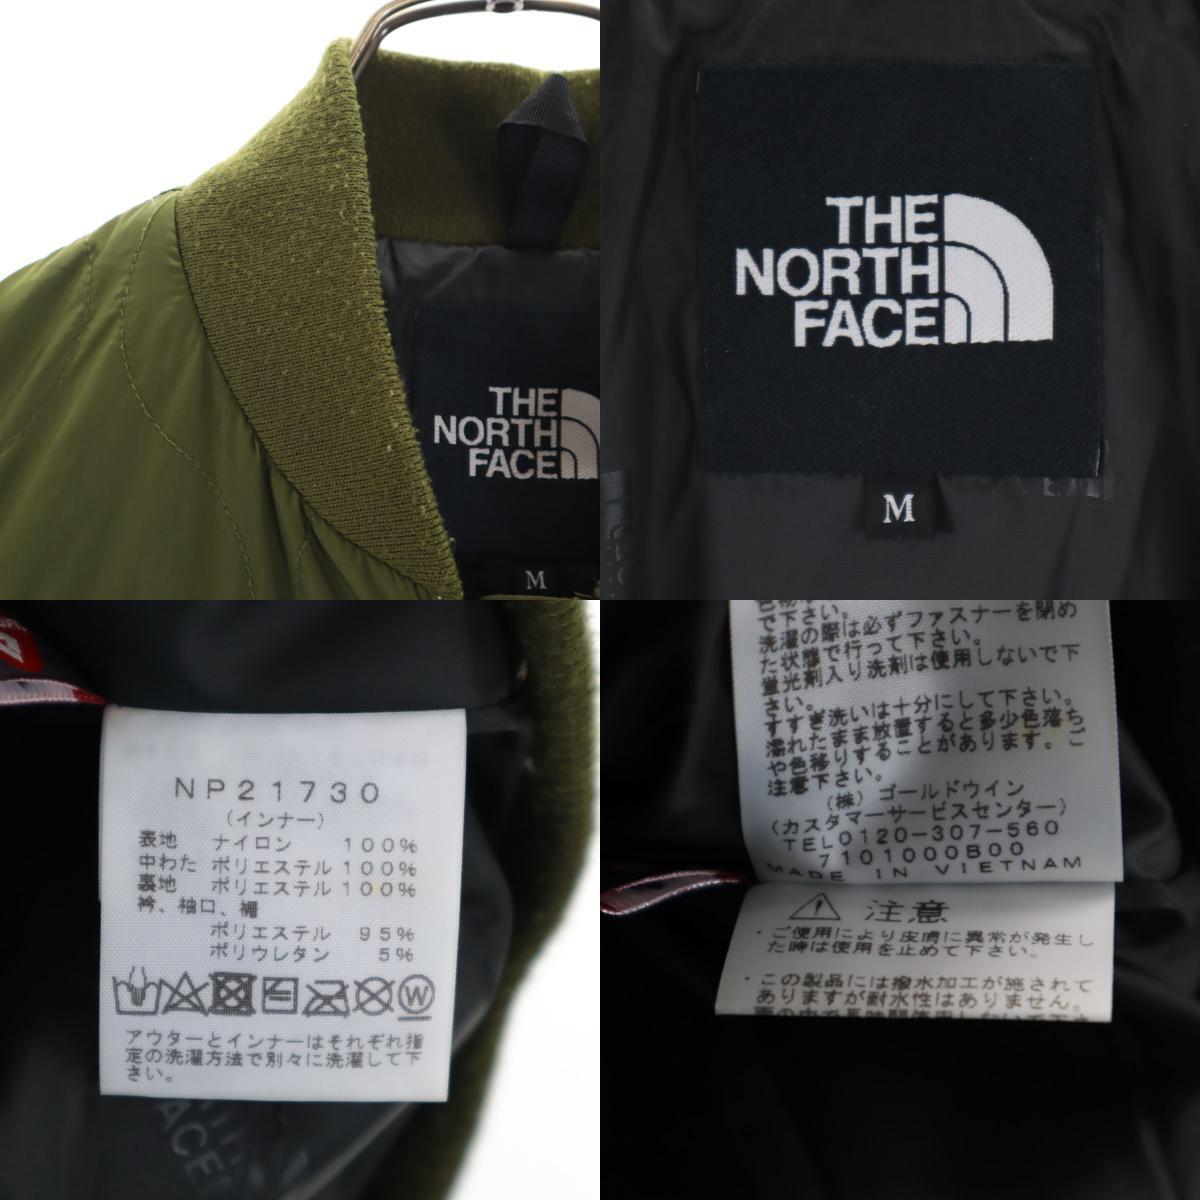 THE
NORTH
FACE
M
THE
NORTH
FACE
M
NP21730
(インナー)
表地 ナイロン 100%
中わた ポリエステル 100%
裏地 ポリエステル 100%
衿、袖口、裾
ポリエステル 95%
ポリウレタン 5%
W
アウターとインナーはそれぞれ指
定の洗濯方法で別々に洗濯して下
さい。
で下さい。
洗濯の際は必ずファスナーを閉め
た状態で行って下さい。
蛍光剤入り洗剤は使用しないで下
さい。
すすぎ洗いは十分にして下さい。
濡れたまま放置すると多少色落ち
や色移りすることがあります。ご
注意下さい。
(株) ゴールドウイン
(カスタマーサービスセンター)
TEL0120-307-560
7101000B00
MADE IN VIETNAM
注意
・ご使用により皮膚に異常が発生し
た時は使用を止めて下さい。
・この製品には撥水加工が施されて
ありますが耐水性はありません。